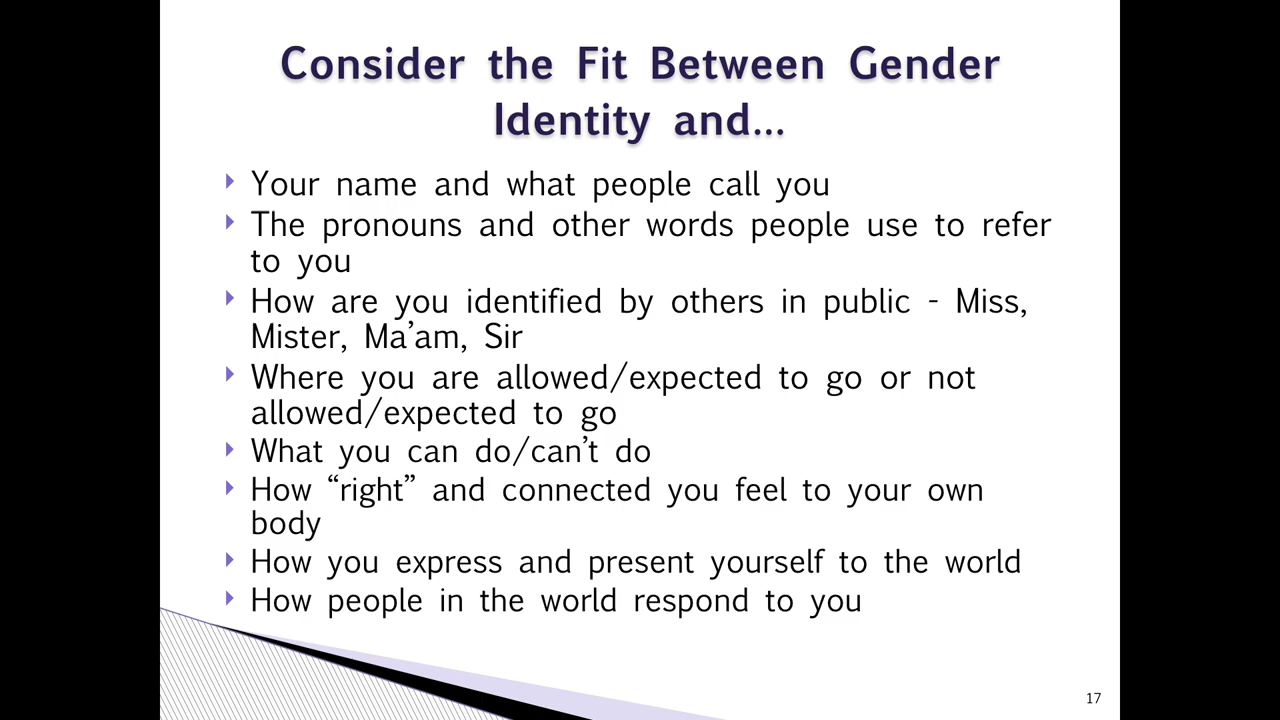 Consider the Fit Between Gender
Identity and...
Your name and what people call you
The pronouns and other words people use to refer
to you
How are you identified by others in public - Miss,
Mister, Ma’am, Sir
Where you are allowed/expected to go or not
allowed/expected to go
What you can do/can’t do
How “right” and connected you feel to your own
body
How you express and present yourself to the world
How people in the world respond to you
17